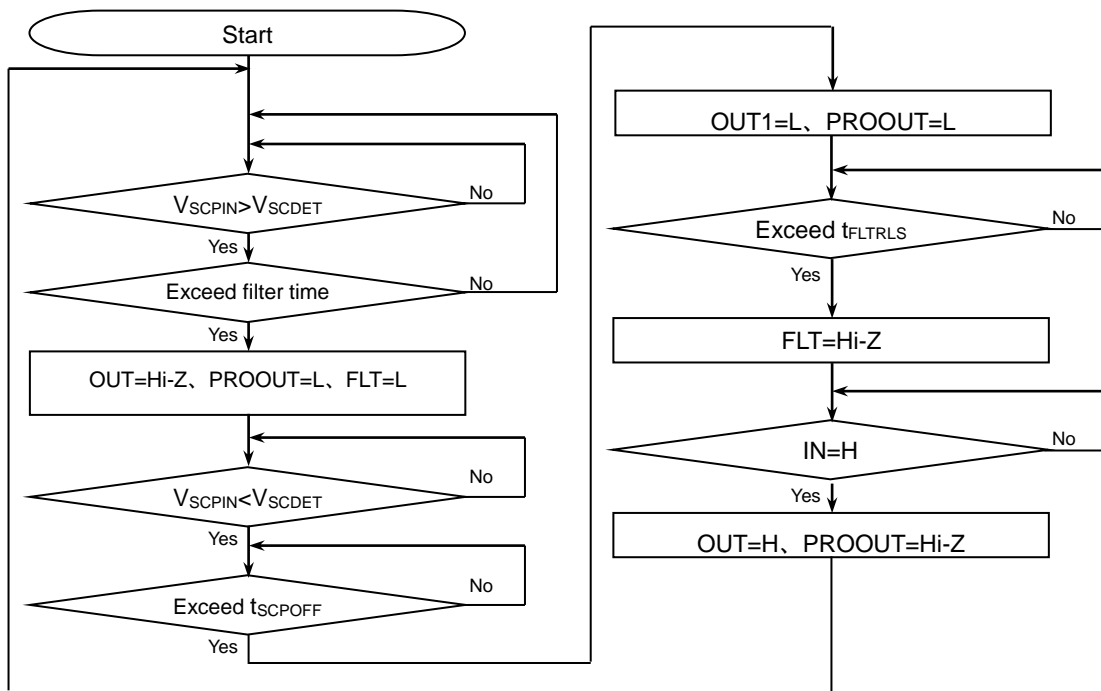 Start
VSCPIN>VSCDET
No
Yes
Exceed filter time
No
Yes
OUT=Hi-Z、PROOUT=L、FLT=L
VSCPIN<VSCDET
No
Yes
Exceed tSCPOFF
No
Yes
OUT1=L、PROOUT=L
Exceed tFLTRLS
No
Yes
FLT=Hi-Z
IN=H
No
Yes
OUT=H、PROOUT=Hi-Z